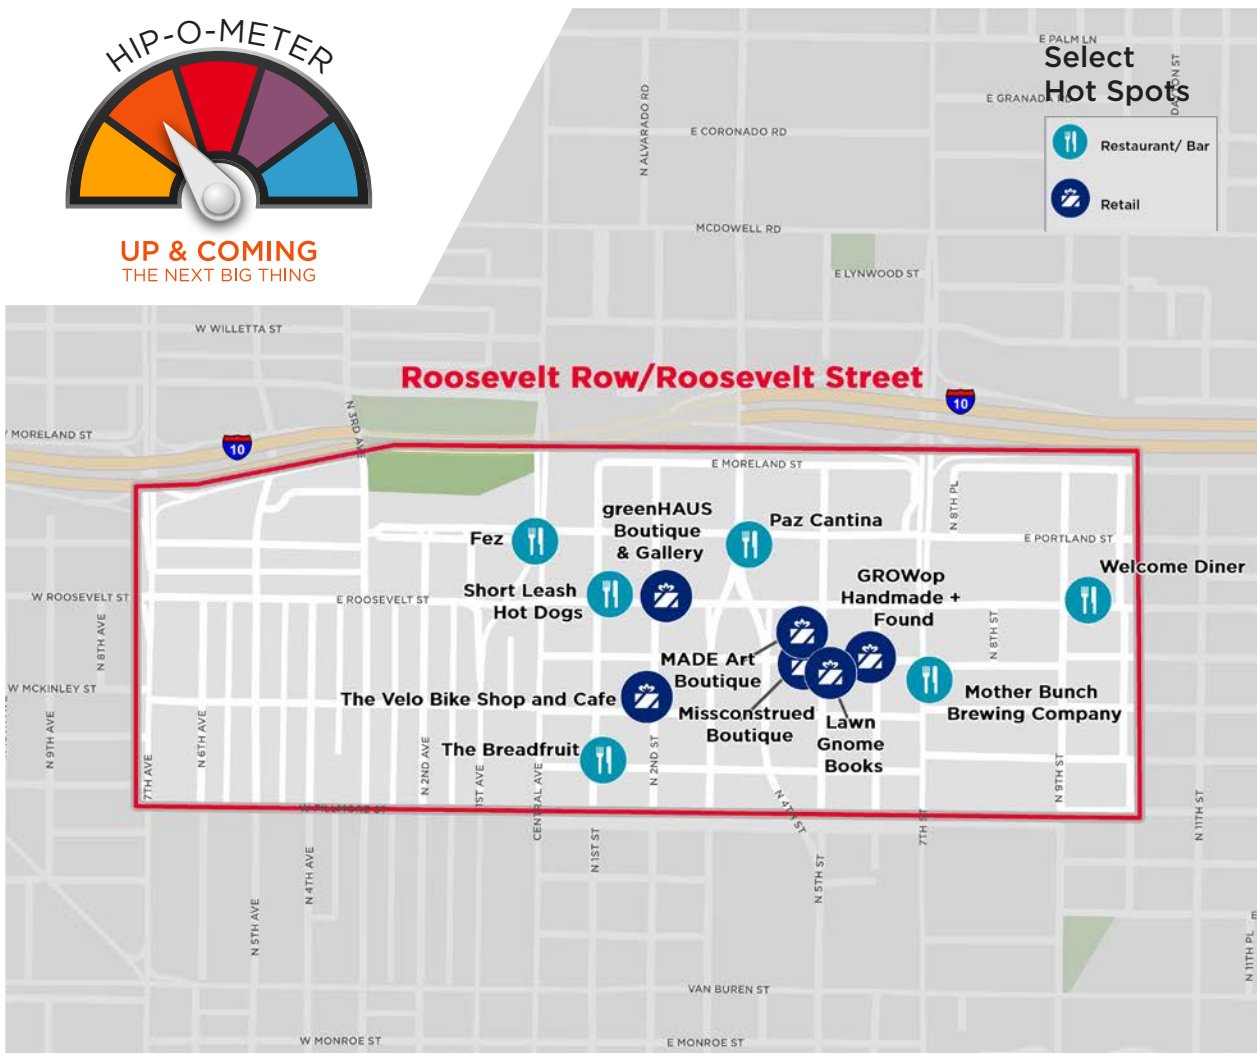 HIP-O-METER
UP & COMING
THE NEXT BIG THING
Select
Hot Spots
Restaurant/ Bar
Retail
E PALM LN
E GRANADA RD
DAYTON ST
N ALVARADO RD
E CORONADO RD
MCDOWELL RD
E LYNWOOD ST
W WILLETTA ST
Roosevelt Row/Roosevelt Street
N 3RD AVE
10
10
MORELAND ST
E MORELAND ST
N 8TH PL
greenHAUS
Boutique
& Gallery
Paz Cantina
Fez
E PORTLAND ST
Welcome Diner
GROWop
Handmade +
Found
Short Leash
Hot Dogs
W ROOSEVELT ST
E ROOSEVELT ST
N 8TH AVE
N 8TH ST
MADE Art
Boutique
W MCKINLEY ST
The Velo Bike Shop and Cafe
Missconstrued
Boutique
Lawn
Gnome
Books
Mother Bunch
Brewing Company
The Breadfruit
N 9TH AVE
7TH AVE
N 6TH AVE
N 2ND AVE
1ST AVE
CENTRAL AVE
N 2ND ST
N 4TH ST
N 9TH ST
W FILLMORE ST
N 1ST ST
7TH ST
N 11TH ST
N 4TH AVE
N 5TH AVE
N 5TH ST
N 11TH PL
VAN BUREN ST
W MONROE ST
E MONROE ST